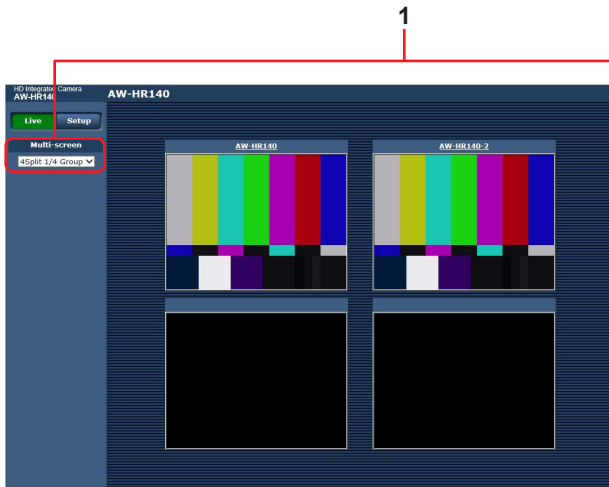 1
HD Integrated Camera
AW-HR140
AW-HR140
Live Setup
Multi-screen
4Split 1/4 Group
AW-HR140 AW-HR140-2